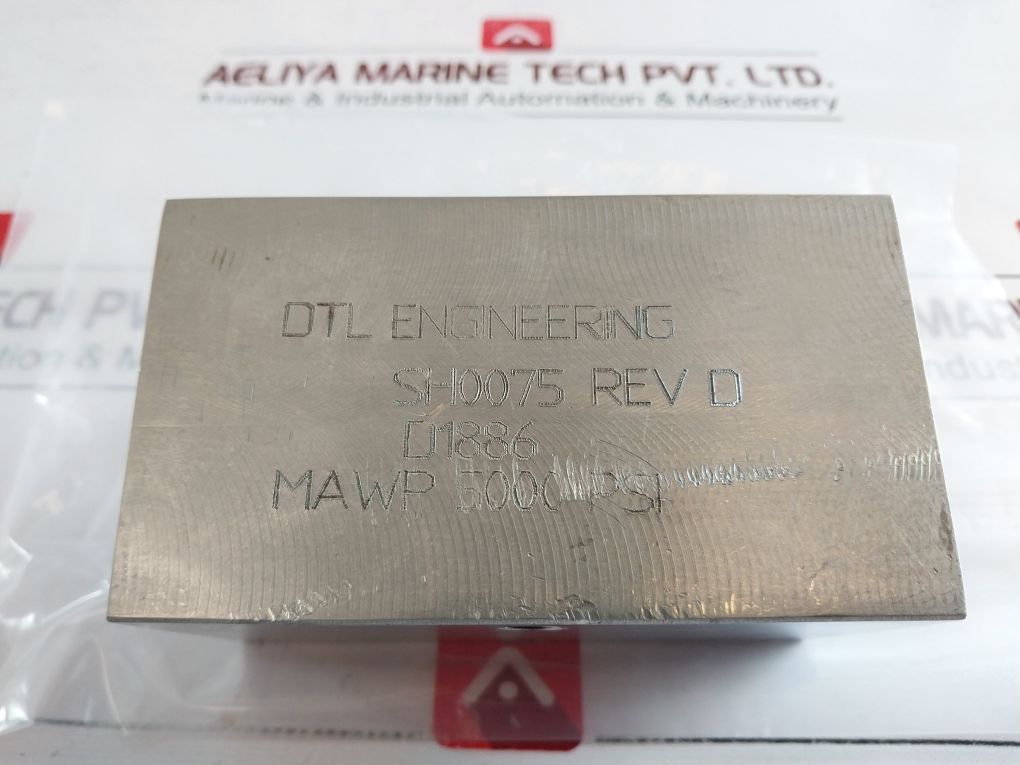 AELIYA MARINE TECH PVT. LTD.
Marine & Industrial Automation & Machinery
DTL ENGINEERING
SH0075 REV D
D1886
MAWP 5000 PSI